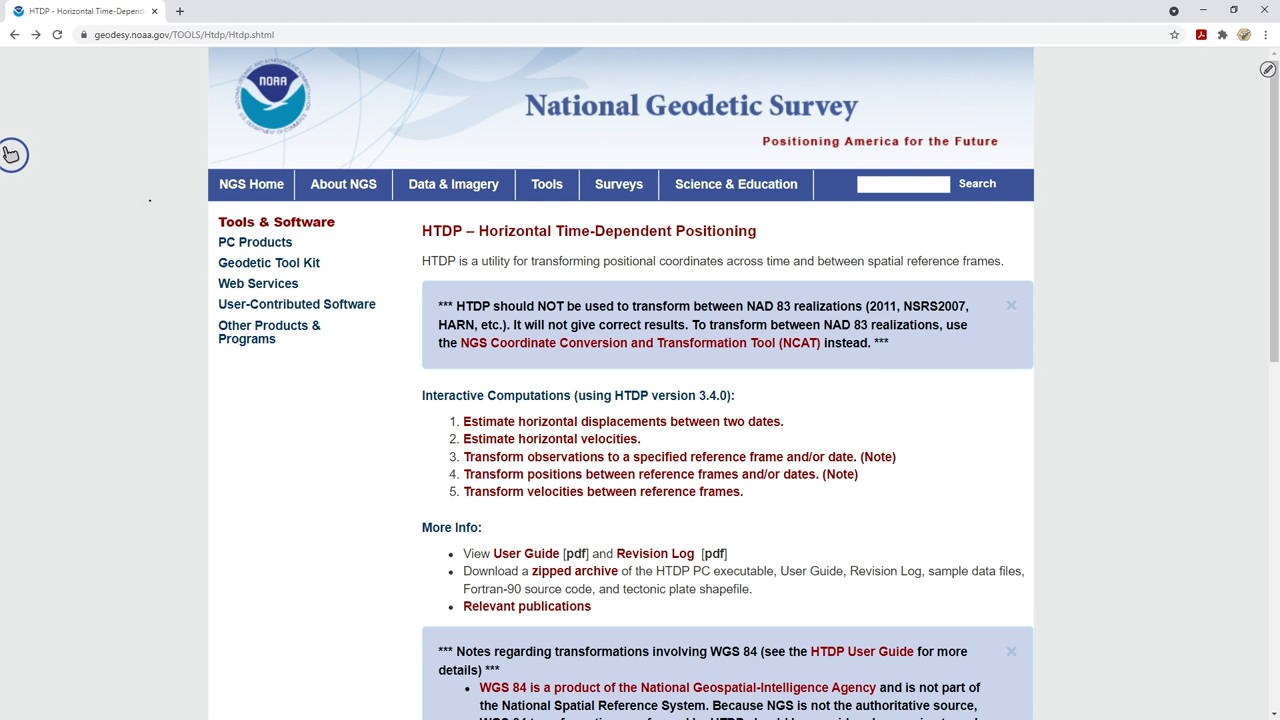 HTDP - Horizontal Time-Depend
geodesy.noaa.gov/TOOLS/Htdp/Htdp.shtml
NOAA
National Geodetic Survey
Positioning America for the Future
NGS Home About NGS Data & Imagery Tools Surveys Science & Education Search
Tools & Software
PC Products
Geodetic Tool Kit
Web Services
User-Contributed Software
Other Products &
Programs
HTDP – Horizontal Time-Dependent Positioning
HTDP is a utility for transforming positional coordinates across time and between spatial reference frames.
*** HTDP should NOT be used to transform between NAD 83 realizations (2011, NSRS2007,
HARN, etc.). It will not give correct results. To transform between NAD 83 realizations, use
the NGS Coordinate Conversion and Transformation Tool (NCAT) instead. ***
Interactive Computations (using HTDP version 3.4.0):
1. Estimate horizontal displacements between two dates.
2. Estimate horizontal velocities.
3. Transform observations to a specified reference frame and/or date. (Note)
4. Transform positions between reference frames and/or dates. (Note)
5. Transform velocities between reference frames.
More Info:
• View User Guide [pdf] and Revision Log [pdf]
• Download a zipped archive of the HTDP PC executable, User Guide, Revision Log, sample data files,
Fortran-90 source code, and tectonic plate shapefile.
• Relevant publications
*** Notes regarding transformations involving WGS 84 (see the HTDP User Guide for more
details) ***
• WGS 84 is a product of the National Geospatial-Intelligence Agency and is not part of
the National Spatial Reference System. Because NGS is not the authoritative source,